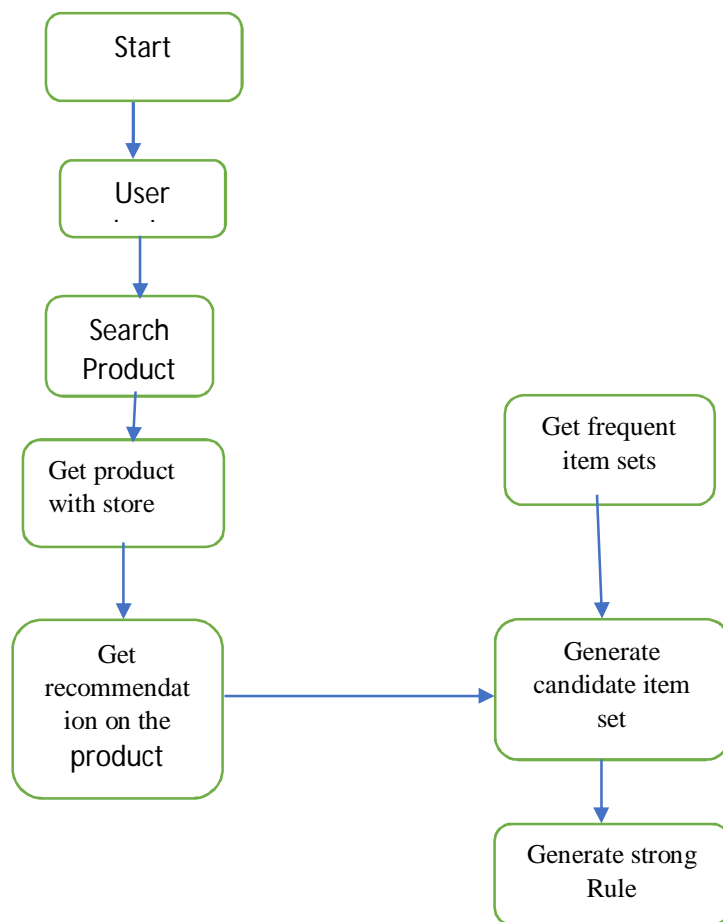 Start
User
Search
Product
Get product
with store
Get
recommendat
ion on the
product
Get frequent
item sets
Generate
candidate item
set
Generate strong
Rule